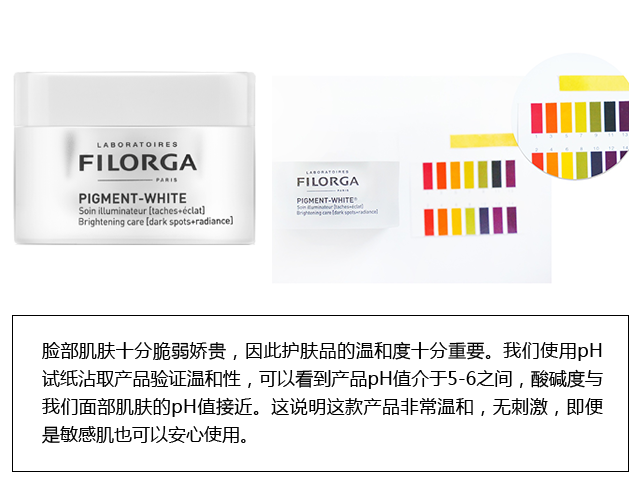 LABORATOIRES
FILORGA
PARIS
PIGMENT-WHITE
Soin illuminateur [taches+éclat]
Brightening care [dark spots+radiance]
LABORATOIRES
FILORGA
PARIS
PIGMENT-WHITE®
Soin illuminateur [taches+éclat]
Brightening care [dark spots+radiance]
脸部肌肤十分脆弱娇贵，因此护肤品的温和度十分重要。我们使用pH
试纸沾取产品验证温和性，可以看到产品pH值介于5-6之间，酸碱度与
我们面部肌肤的pH值接近。这说明这款产品非常温和，无刺激，即便
是敏感肌也可以安心使用。